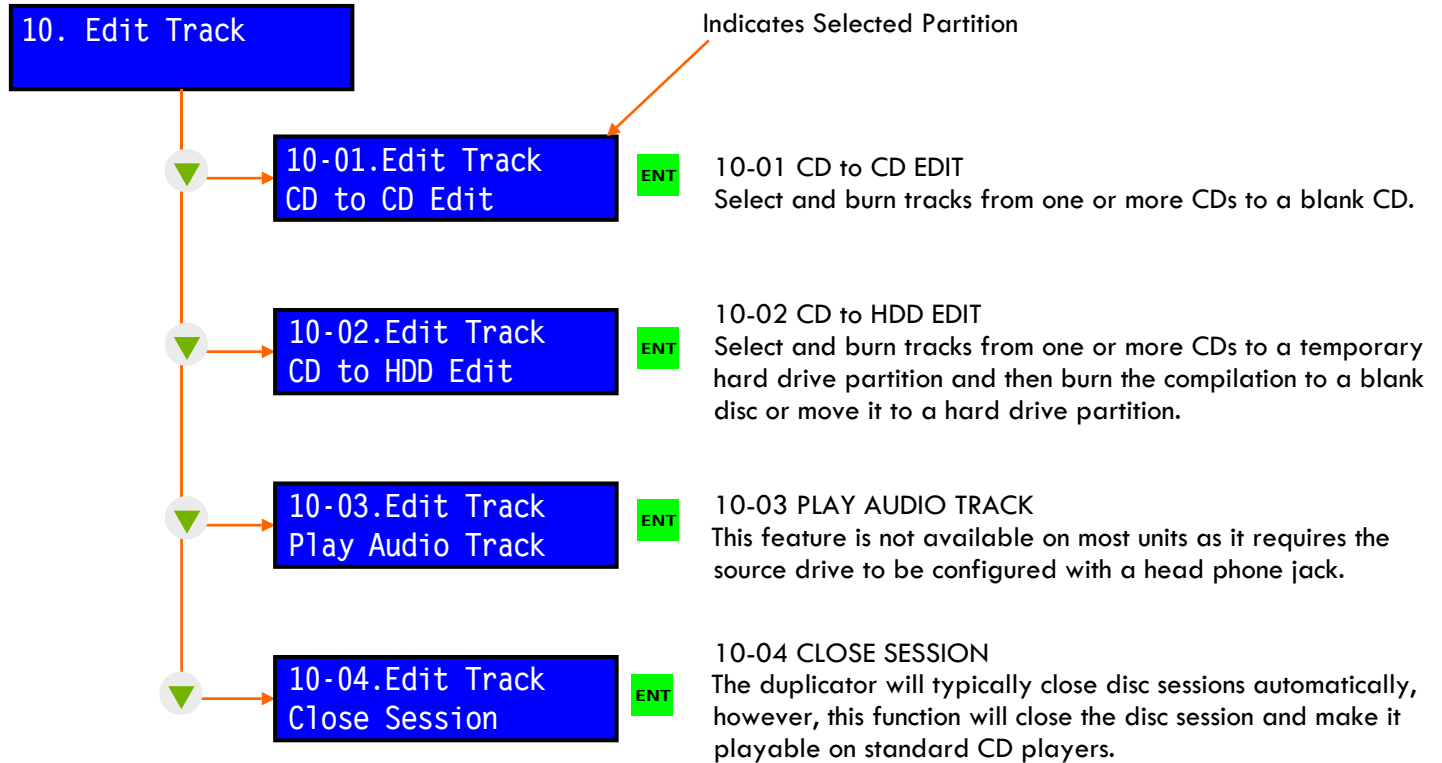 10. Edit Track
Indicates Selected Partition
10-01.Edit Track
CD to CD Edit
ENT
10-01 CD to CD EDIT
Select and burn tracks from one or more CDs to a blank CD.
10-02.Edit Track
CD to HDD Edit
ENT
10-02 CD to HDD EDIT
Select and burn tracks from one or more CDs to a temporary
hard drive partition and then burn the compilation to a blank
disc or move it to a hard drive partition.
10-03.Edit Track
Play Audio Track
ENT
10-03 PLAY AUDIO TRACK
This feature is not available on most units as it requires the
source drive to be configured with a head phone jack.
10-04.Edit Track
Close Session
ENT
10-04 CLOSE SESSION
The duplicator will typically close disc sessions automatically,
however, this function will close the disc session and make it
playable on standard CD players.